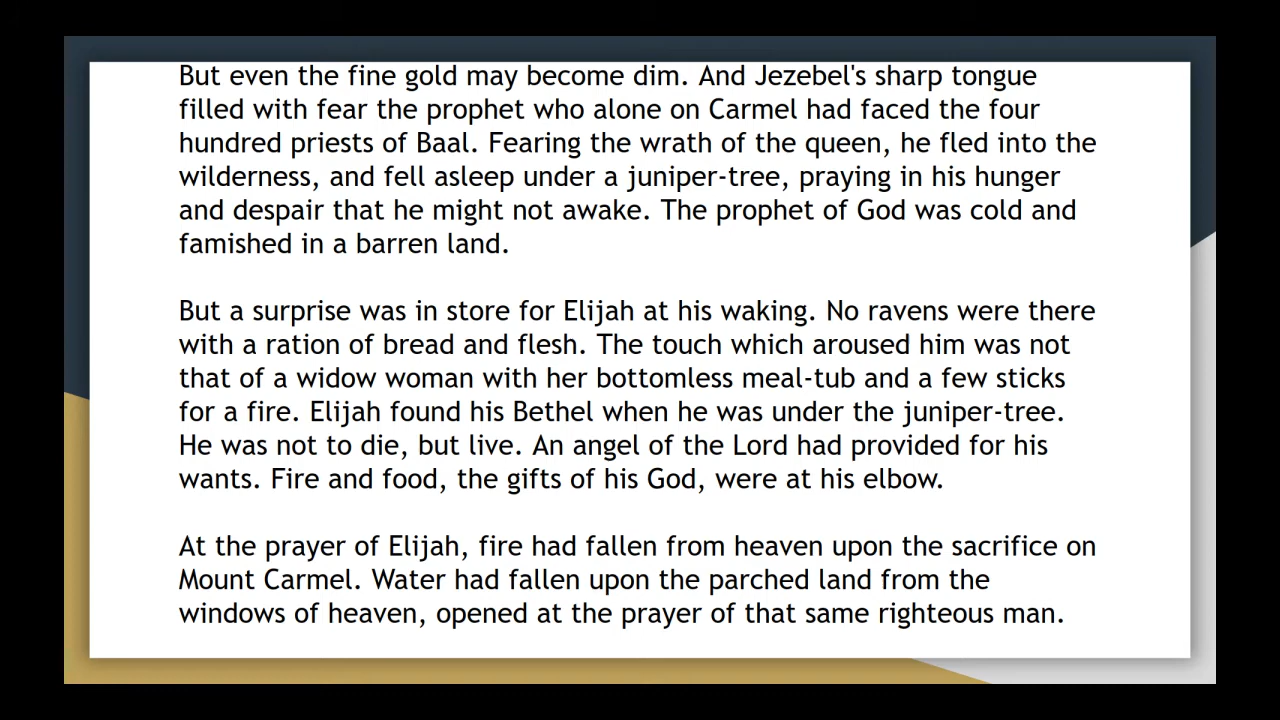 But even the fine gold may become dim. And Jezebel's sharp tongue
filled with fear the prophet who alone on Carmel had faced the four
hundred priests of Baal. Fearing the wrath of the queen, he fled into the
wilderness, and fell asleep under a juniper-tree, praying in his hunger
and despair that he might not awake. The prophet of God was cold and
famished in a barren land.
But a surprise was in store for Elijah at his waking. No ravens were there
with a ration of bread and flesh. The touch which aroused him was not
that of a widow woman with her bottomless meal-tub and a few sticks
for a fire. Elijah found his Bethel when he was under the juniper-tree.
He was not to die, but live. An angel of the Lord had provided for his
wants. Fire and food, the gifts of his God, were at his elbow.
At the prayer of Elijah, fire had fallen from heaven upon the sacrifice on
Mount Carmel. Water had fallen upon the parched land from the
windows of heaven, opened at the prayer of that same righteous man.